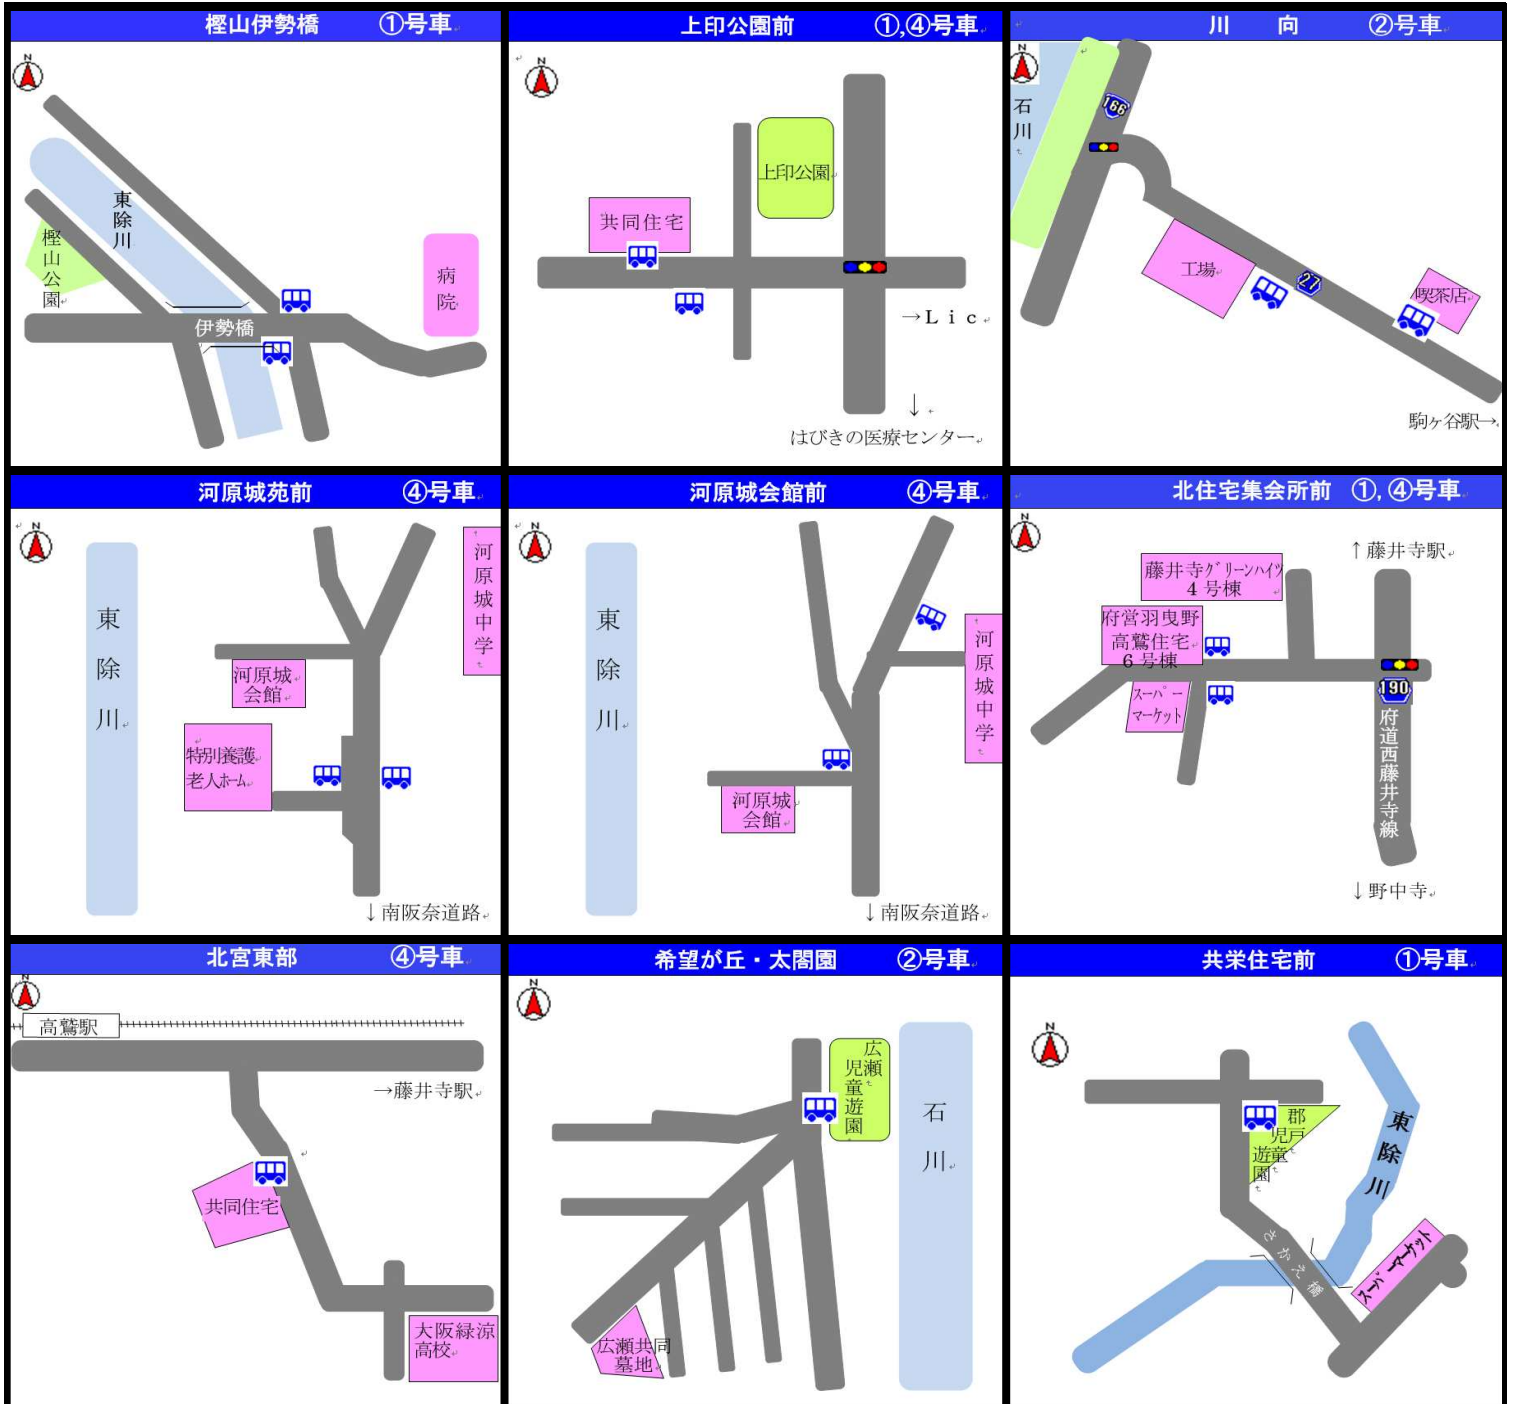 樫山伊勢橋 ①号車
N
東除川
樫山公園
病院
伊勢橋
上印公園前 ①,④号車
N
上印公園
共同住宅
→Ｌｉｃ
↓
はびきの医療センター
川 向 ②号車
N
石川
166
工場
27
喫茶店
駒ヶ谷駅→
河原城苑前 ④号車
N
東除川
河原城中学
河原城
会館
特別養護
老人ホーム
↓南阪奈道路
河原城会館前 ④号車
N
東除川
河原城中学
河原城
会館
↓南阪奈道路
北住宅集会所前 ①,④号車
N
↑藤井寺駅
藤井寺グリーンハイツ
４号棟
府営羽曳野
高鷲住宅
６号棟
スーパー
マーケット
190
府道西藤井寺線
↓野中寺
北宮東部 ④号車
N
高鷲駅
→藤井寺駅
共同住宅
大阪緑涼
高校
希望が丘・太閤園 ②号車
N
広瀬
児童遊園
石川
広瀬共同
墓地
共栄住宅前 ①号車
N
郡戸
児童
遊園
東除川
さかえ橋
スーパーマーケット